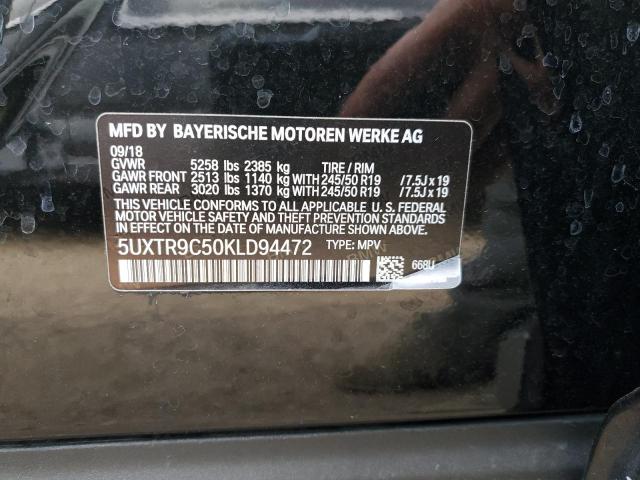 MFD BY BAYERISCHE MOTOREN WERKE AG
09/18
GVWR 5258 lbs 2385 kg TIRE / RIM
GAWR FRONT 2513 lbs 1140 kg WITH 245/50 R19 /7.5J x 19
GAWR REAR 3020 lbs 1370 kg WITH 245/50 R19 /7.5J x 19
THIS VEHICLE CONFORMS TO ALL APPLICABLE U. S. FEDERAL
MOTOR VEHICLE SAFETY, BUMPER, AND THEFT PREVENTION
STANDARDS IN EFFECT ON THE DATE OF MANUFACTURE SHOWN
ABOVE.
5UXTR9C50KLD94472 TYPE: MPV
668U